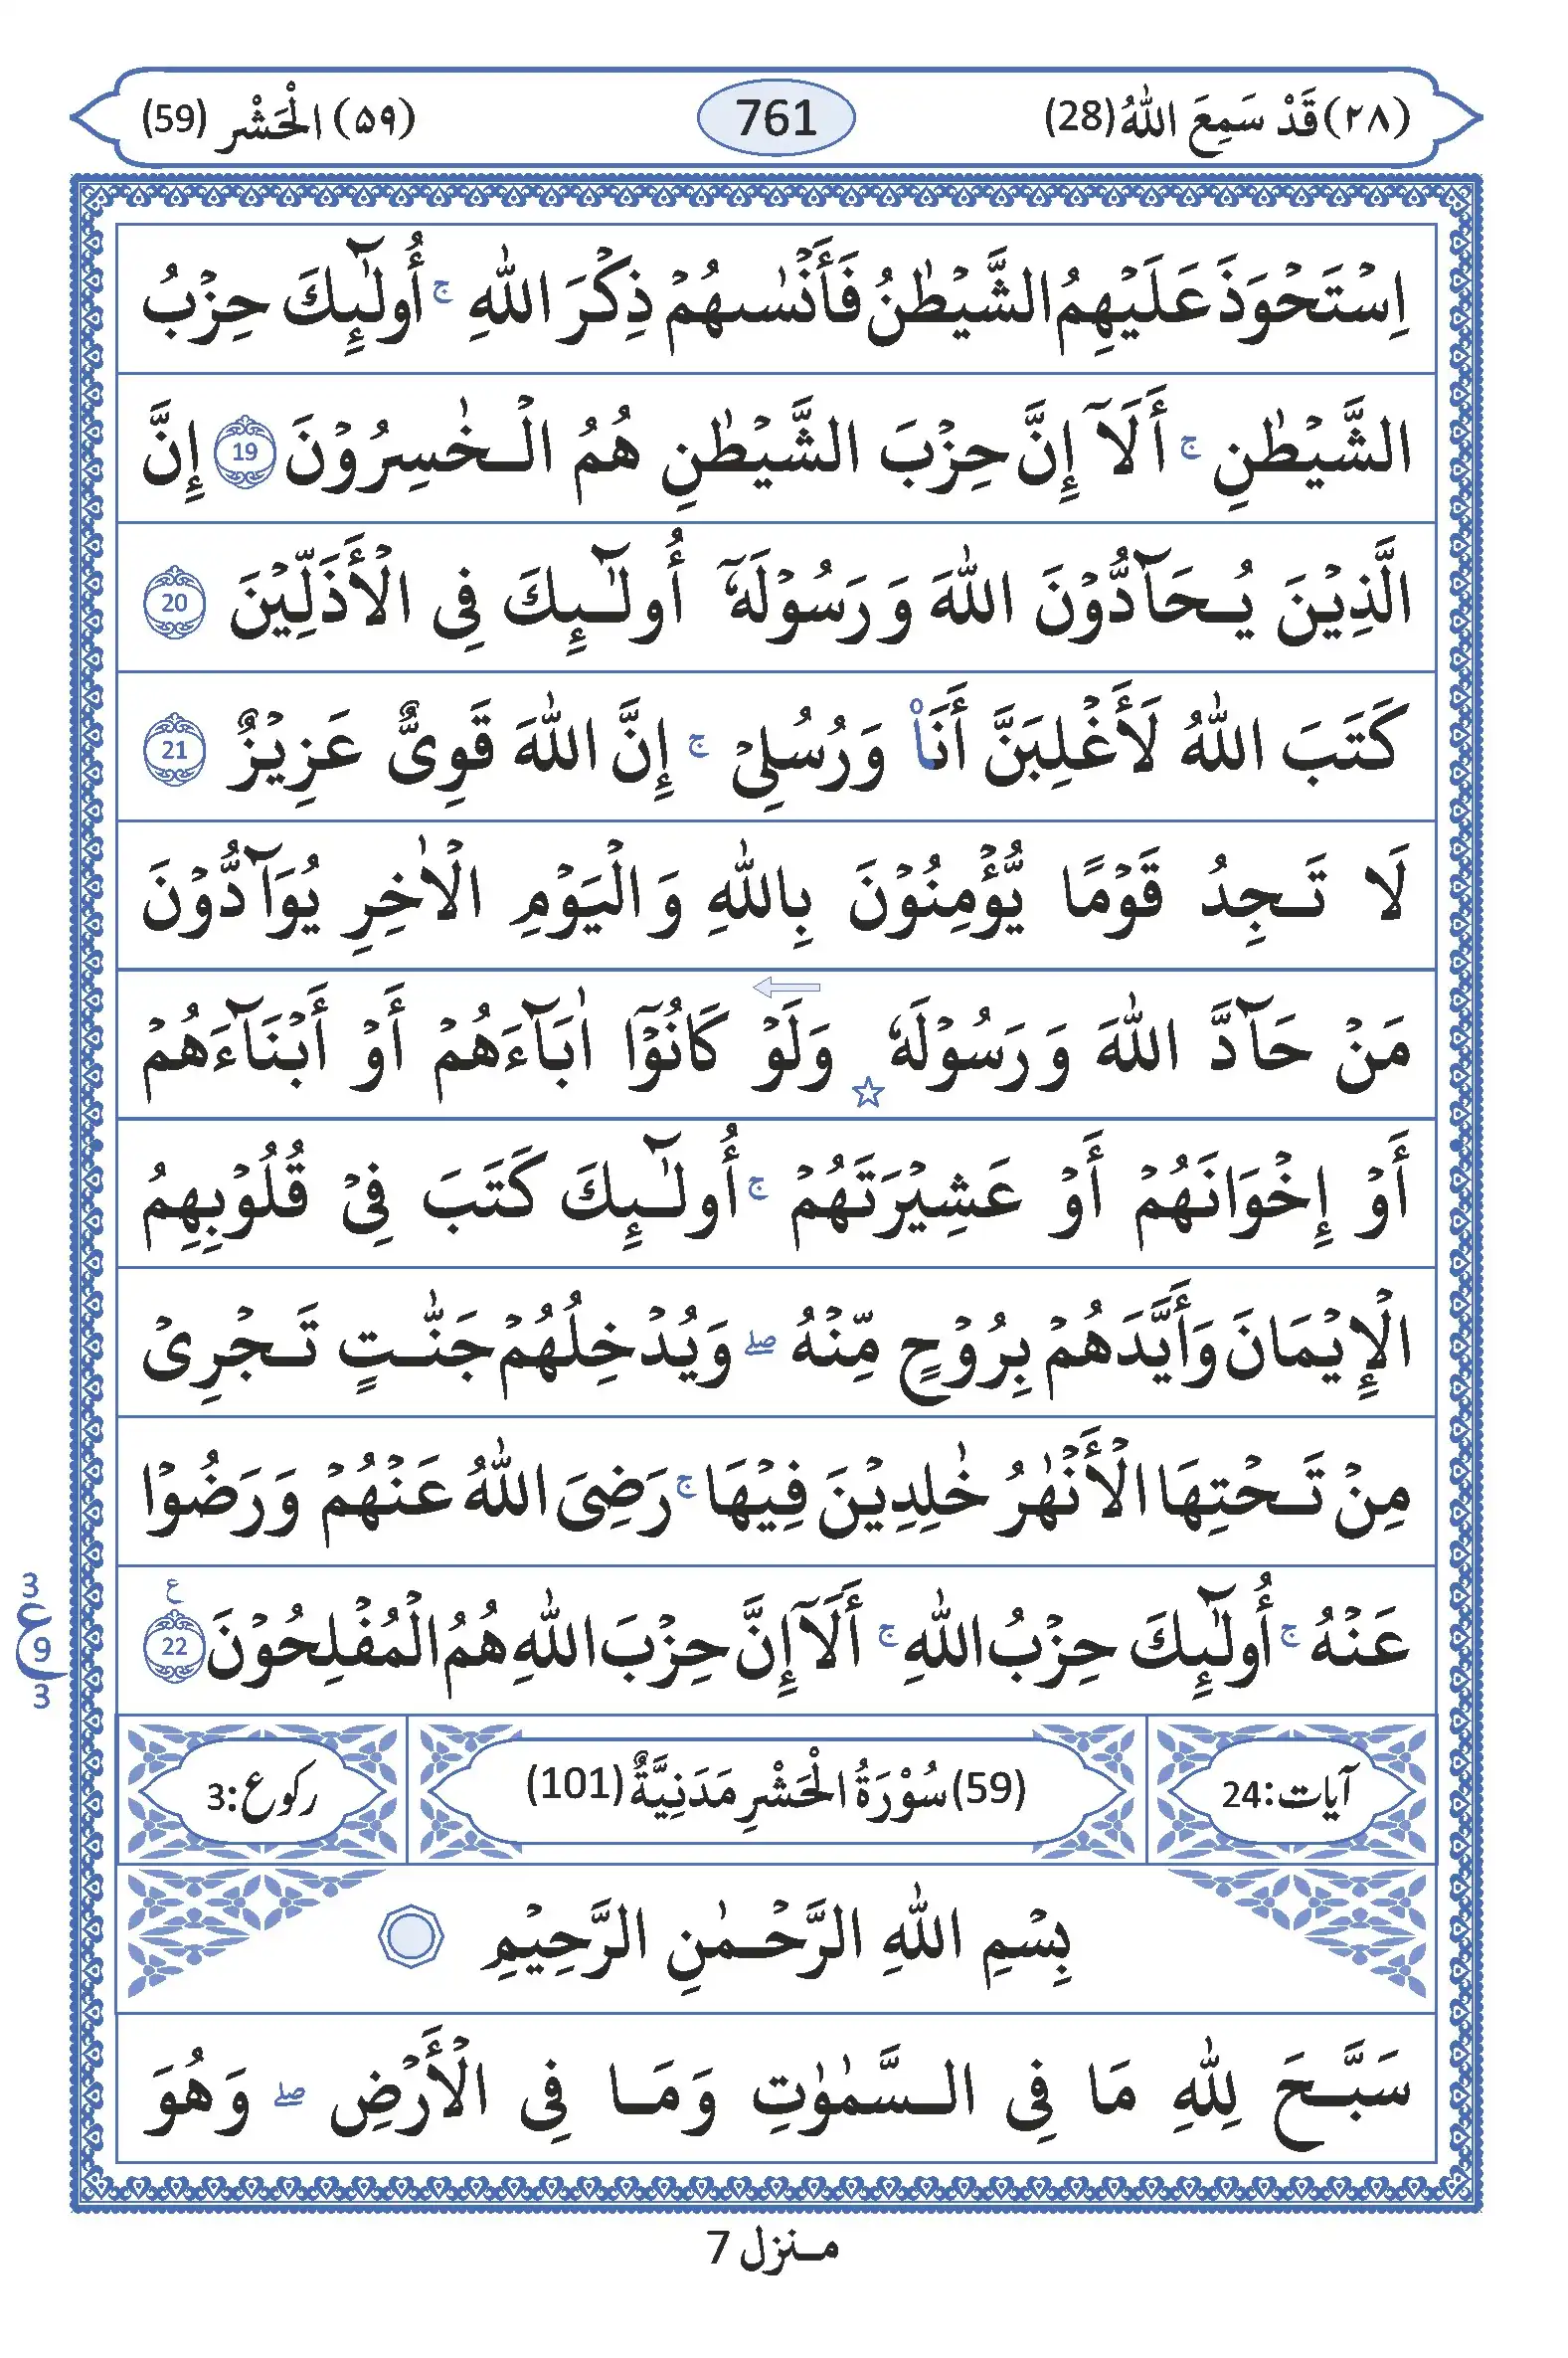 (٢٨) قَدْ سَمِعَ اللّٰهُ (28) 761 (٥٩) الْحَشْر (59)
اِسْتَحْوَذَ عَلَيْهِمُ الشَّيْطٰنُ فَأَنْسٰىهُمْ ذِكْرَ اللّٰهِ ۚ أُولٰٓئِكَ حِزْبُ
الشَّيْطٰنِ ۚ أَلَآ إِنَّ حِزْبَ الشَّيْطٰنِ هُمُ الْخٰسِرُوْنَ 19 إِنَّ
الَّذِيْنَ يُحَآدُّوْنَ اللّٰهَ وَرَسُوْلَهٗٓ أُولٰٓئِكَ فِى الْأَذَلِّيْنَ 20
كَتَبَ اللّٰهُ لَأَغْلِبَنَّ أَنَا۠ وَرُسُلِىْ ۚ إِنَّ اللّٰهَ قَوِىٌّ عَزِيْزٌ 21
لَا تَجِدُ قَوْمًا يُّؤْمِنُوْنَ بِاللّٰهِ وَالْيَوْمِ الْاٰخِرِ يُوَآدُّوْنَ
مَنْ حَآدَّ اللّٰهَ وَرَسُوْلَهٗ ☆ وَلَوْ كَانُوْٓا اٰبَآءَهُمْ أَوْ أَبْنَآءَهُمْ
أَوْ إِخْوَانَهُمْ أَوْ عَشِيْرَتَهُمْ ۚ أُولٰٓئِكَ كَتَبَ فِىْ قُلُوْبِهِمُ
الْإِيْمَانَ وَأَيَّدَهُمْ بِرُوْحٍ مِّنْهُ ۖ وَيُدْخِلُهُمْ جَنّٰتٍ تَجْرِىْ
مِنْ تَحْتِهَا الْأَنْهٰرُ خٰلِدِيْنَ فِيْهَا ۚ رَضِىَ اللّٰهُ عَنْهُمْ وَرَضُوْا
عَنْهُ ۚ أُولٰٓئِكَ حِزْبُ اللّٰهِ ۚ أَلَآ إِنَّ حِزْبَ اللّٰهِ هُمُ الْمُفْلِحُوْنَ 22 ع
3 ع 9 3
آيات:24 (59) سُوْرَةُ الْحَشْرِ مَدَنِيَّةٌ (101) رکوع:3
بِسْمِ اللّٰهِ الرَّحْمٰنِ الرَّحِيْمِ
سَبَّحَ لِلّٰهِ مَا فِى السَّمٰوٰتِ وَمَا فِى الْأَرْضِ ۖ وَهُوَ
منزل 7